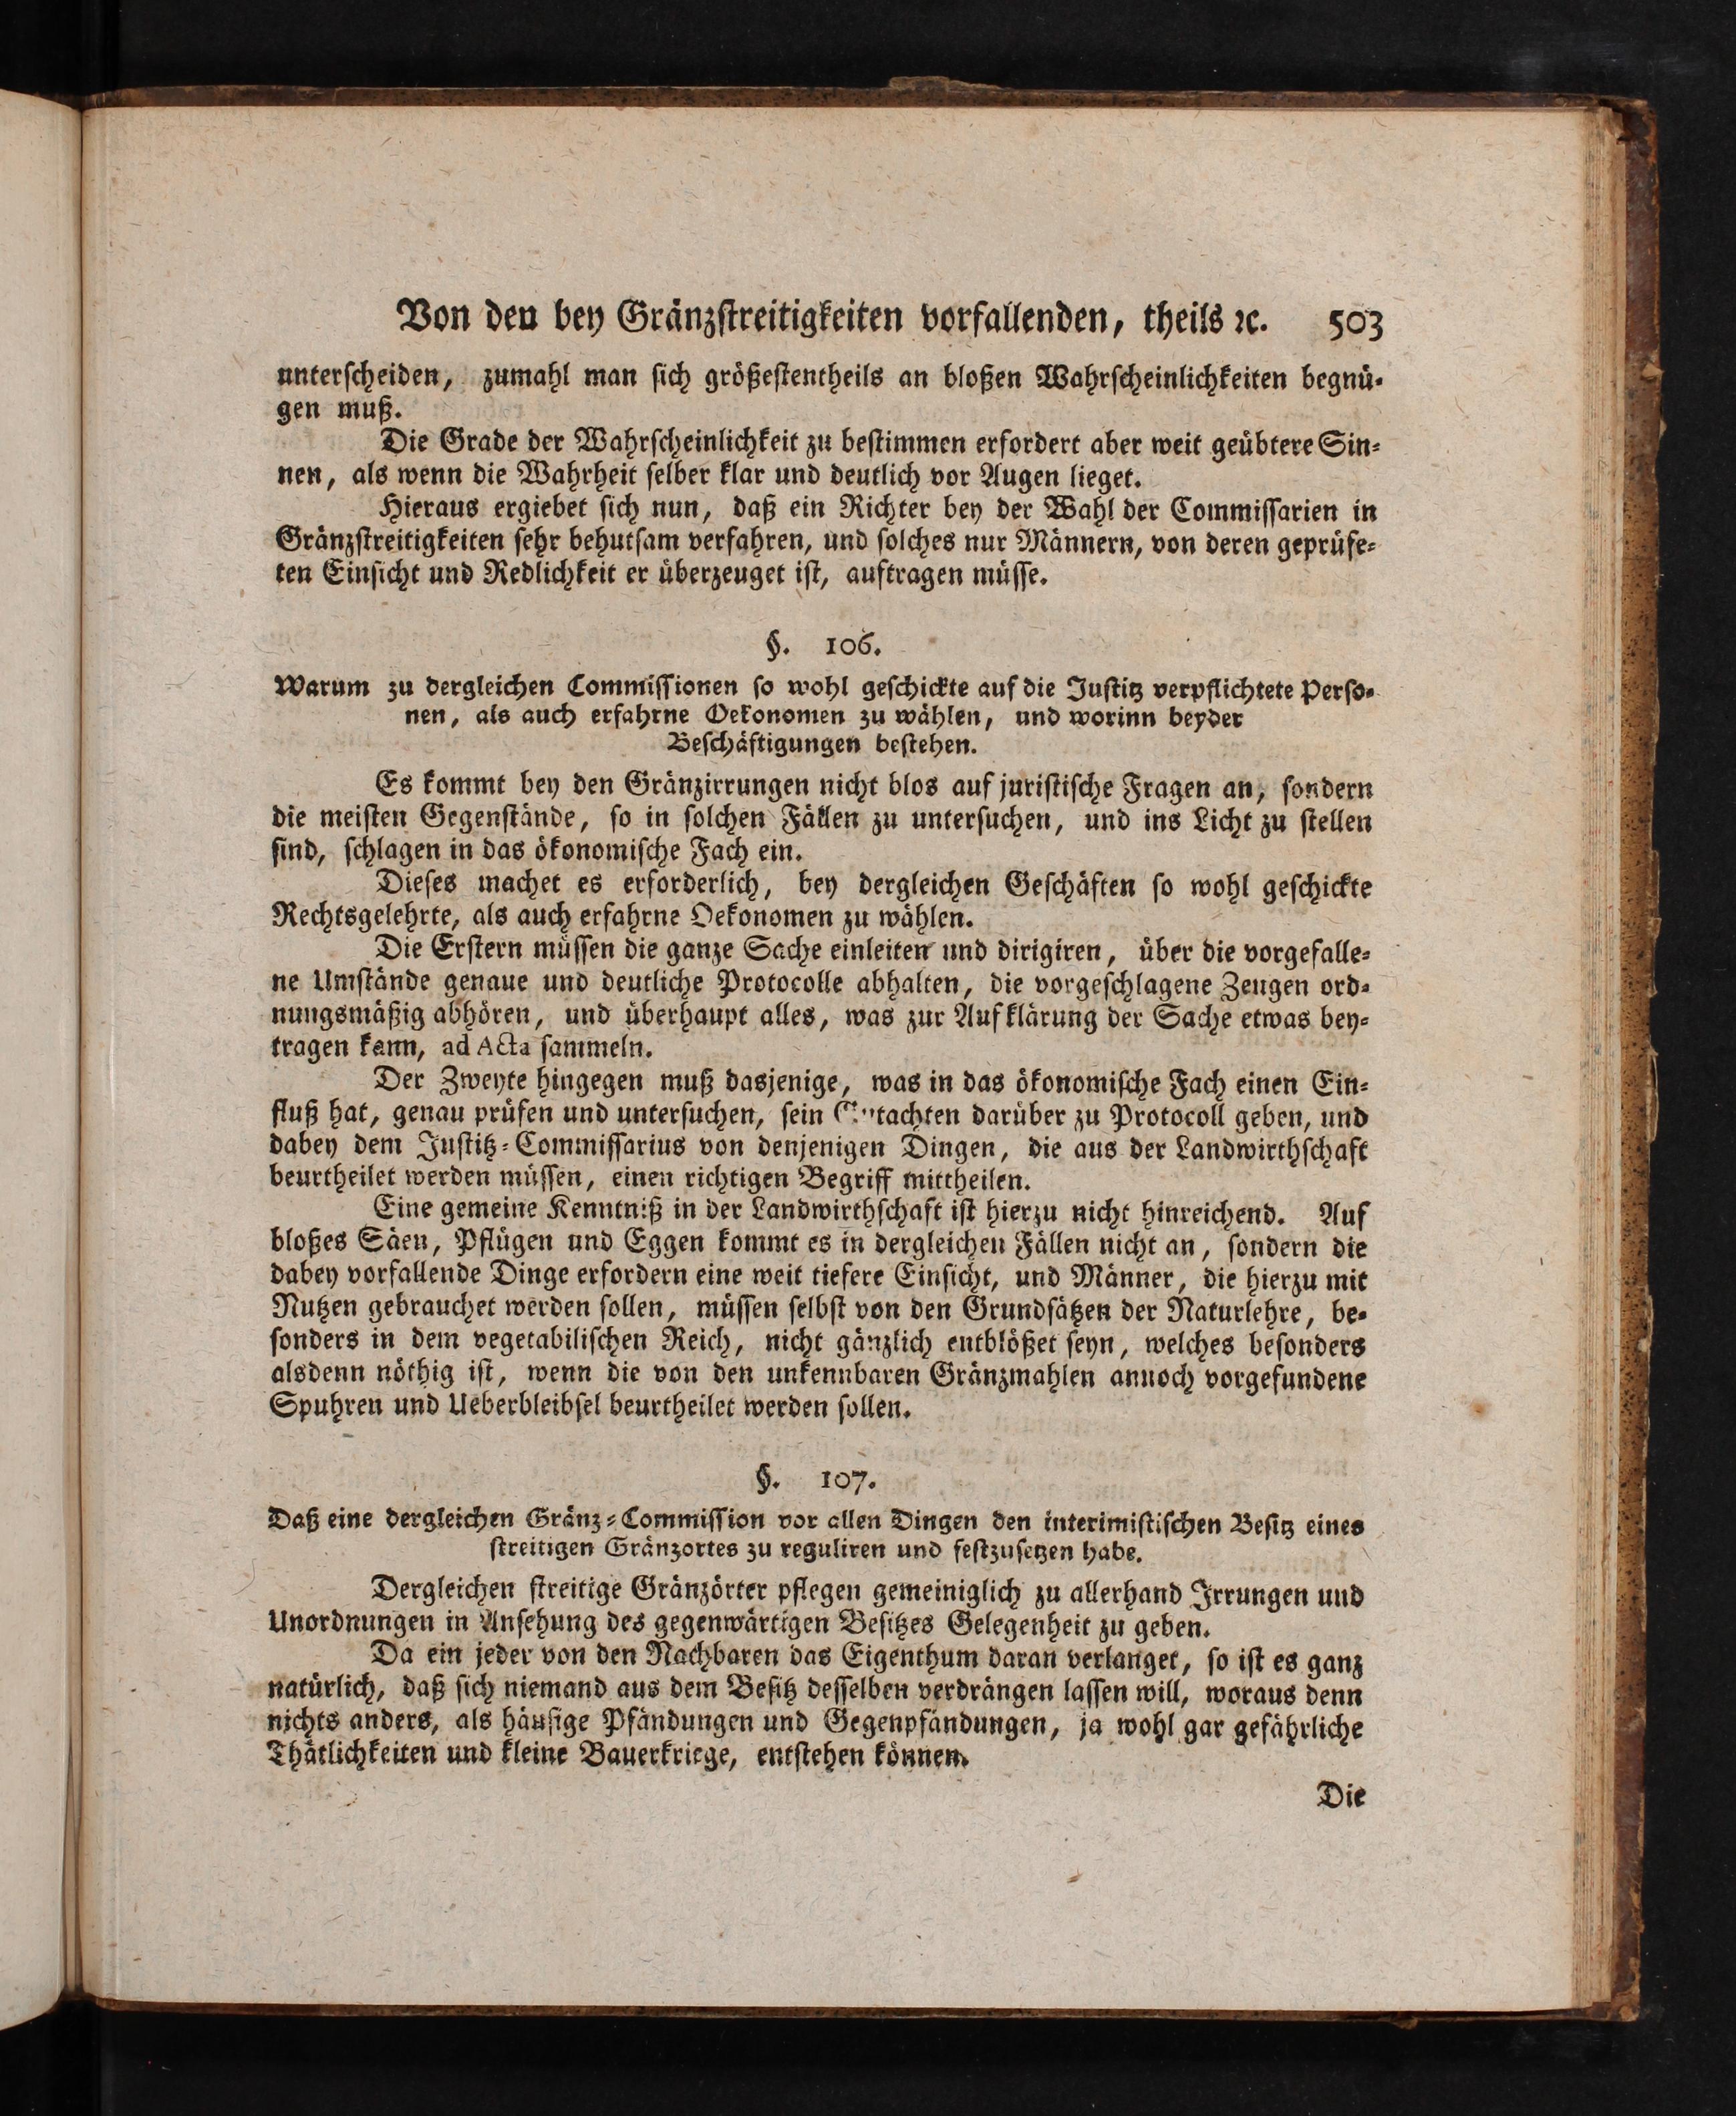 Von den bey Gränzstreitigkeiten vorfallenden, theils ꝛc. 503
unterscheiden, zumahl man sich größestentheils an bloßen Wahrscheinlichkeiten begnü-
gen muß.
Die Grade der Wahrscheinlichkeit zu bestimmen erfordert aber weit geübtere Sin-
nen, als wenn die Wahrheit selber klar und deutlich vor Augen lieget.
Hieraus ergiebet sich nun, daß ein Richter bey der Wahl der Commissarien in
Gränzstreitigkeiten sehr behutsam verfahren, und solches nur Männern, von deren geprüfe-
ten Einsicht und Redlichkeit er überzeuget ist, auftragen müsse.
§. 106.
Warum zu dergleichen Commissionen so wohl geschickte auf die Justitz verpflichtete Perso-
nen, als auch erfahrne Oekonomen zu wählen, und worinn beyder
Beschäftigungen bestehen.
Es kommt bey den Gränzirrungen nicht blos auf juristische Fragen an, sondern
die meisten Gegenstände, so in solchen Fällen zu untersuchen, und ins Licht zu stellen
sind, schlagen in das ökonomische Fach ein.
Dieses machet es erforderlich, bey dergleichen Geschäften so wohl geschickte
Rechtsgelehrte, als auch erfahrne Oekonomen zu wählen.
Die Erstern müssen die ganze Sache einleiten und dirigiren, über die vorgefalle-
ne Umstände genaue und deutliche Protocolle abhalten, die vorgeschlagene Zeugen ord-
nungsmäßig abhören, und überhaupt alles, was zur Aufklärung der Sache etwas bey-
tragen kann, ad Acta sammeln.
Der Zweyte hingegen muß dasjenige, was in das ökonomische Fach einen Ein-
fluß hat, genau prüfen und untersuchen, sein Gutachten darüber zu Protocoll geben, und
dabey dem Justitz-Commissarius von denjenigen Dingen, die aus der Landwirthschaft
beurtheilet werden müssen, einen richtigen Begriff mittheilen.
Eine gemeine Kenntniß in der Landwirthschaft ist hierzu nicht hinreichend. Auf
bloßes Säen, Pflügen und Eggen kommt es in dergleichen Fällen nicht an, sondern die
dabey vorfallende Dinge erfordern eine weit tiefere Einsicht, und Männer, die hierzu mit
Nutzen gebrauchet werden sollen, müssen selbst von den Grundsätzen der Naturlehre, be-
sonders in dem vegetabilischen Reich, nicht gänzlich entblößet seyn, welches besonders
alsdenn nöthig ist, wenn die von den unkennbaren Gränzmahlen annoch vorgefundene
Spuhren und Ueberbleibsel beurtheilet werden sollen.
§. 107.
Daß eine dergleichen Gränz-Commission vor allen Dingen den interimistischen Besitz eines
streitigen Gränzortes zu reguliren und festzusetzen habe.
Dergleichen streitige Gränzörter pflegen gemeiniglich zu allerhand Irrungen und
Unordnungen in Ansehung des gegenwärtigen Besitzes Gelegenheit zu geben.
Da ein jeder von den Nachbaren das Eigenthum daran verlanget, so ist es ganz
natürlich, daß sich niemand aus dem Besitz desselben verdrängen lassen will, woraus denn
nichts anders, als häufige Pfändungen und Gegenpfändungen, ja wohl gar gefährliche
Thätlichkeiten und kleine Bauerkriege, entstehen können.
Die